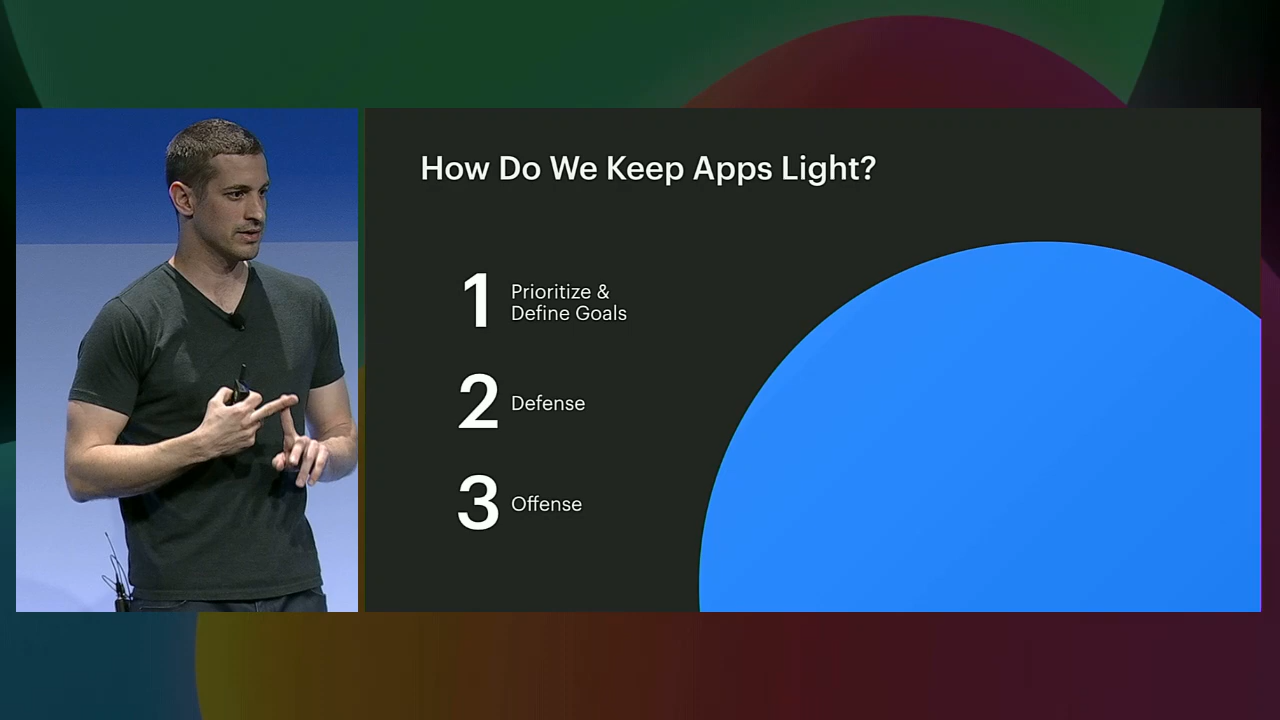 How Do We Keep Apps Light?
1
Prioritize &
Define Goals
2
Defense
3
Offense